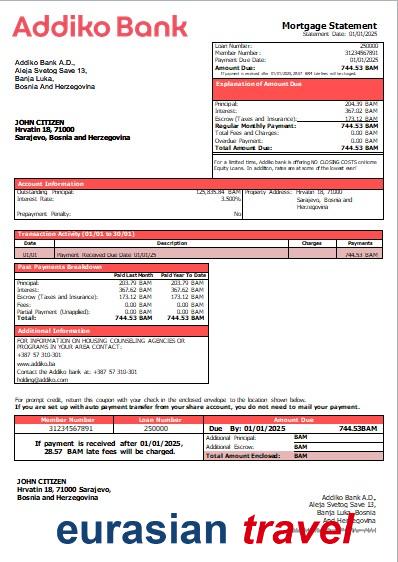 Addiko Bank
Mortgage Statement
Statement Date: 01/01/2025
Loan Number: 250000
Member Number: 31234567891
Payment Due Date: 01/01/2025
Amount Due: 744.53 BAM
If payment is received after 01/01/2025, 28.57 BAM late fees will be charged.
Addiko Bank A.D.,
Aleja Svetog Save 13,
Banja Luka,
Bosnia And Herzegovina
Explanation of Amount Due
Principal: 204.39 BAM
Interest: 367.02 BAM
Escrow (Taxes and Insurance): 173.12 BAM
Regular Monthly Payment: 744.53 BAM
Total Fees and Charges: 0.00 BAM
Overdue Payment: 0.00 BAM
Total Amount Due: 744.53 BAM
JOHN CITIZEN
Hrvatin 18, 71000
Sarajevo, Bosnia and Herzegovina
For a limited time, Addiko bank is offering NO CLOSING COSTS on Home
Equity Loans. In addition, rates are at some of the lowest ever!
Account Information
Outstanding Principal: 125,835.84 BAM
Interest Rate: 3.500%
Prepayment Penalty: No
Property Address: Hrvatin 18, 71000
Sarajevo, Bosnia and
Herzegovina
Transaction Activity (01/01 to 30/01)
Date Description Charges Payments
01/01 Payment Received Due Date 01/01/25 744.53 BAM
Past Payments Breakdown
Paid Last Month Paid Year To Date
Principal: 203.79 BAM 203.79 BAM
Interest: 367.62 BAM 367.62 BAM
Escrow (Taxes and Insurance): 173.12 BAM 173.12 BAM
Fees: 0.00 BAM 0.00 BAM
Partial Payment (Unapplied): 0.00 BAM 0.00 BAM
Total: 744.53 BAM 744.53 BAM
Additional Information
FOR INFORMATION ON HOUSING COUNSELING AGENCIES OR
PROGRAMS IN YOUR AREA CONTACT:
+387 57 310-301
www.addiko.ba
Contact the Addiko bank at: +387 57 310-301
holding@addiko.com
For prompt credit, return this coupon with your check in the enclosed envelope to the location shown below.
If you are set up with auto payment transfer from your share account, you do not need to mail your payment.
Member Number Loan Number Amount Due
31234567891 250000 Due By: 01/01/2025 744.53BAM
If payment is received after 01/01/2025,
28.57 BAM late fees will be charged.
Additional Principal: BAM
Additional Escrow: BAM
Total Amount Enclosed: BAM
JOHN CITIZEN
Hrvatin 18, 71000 Sarajevo,
Bosnia and Herzegovina
Addiko Bank A.D.,
Aleja Svetog Save 13,
Banja Luka, Bosnia
And Herzegovina
eurasian travel